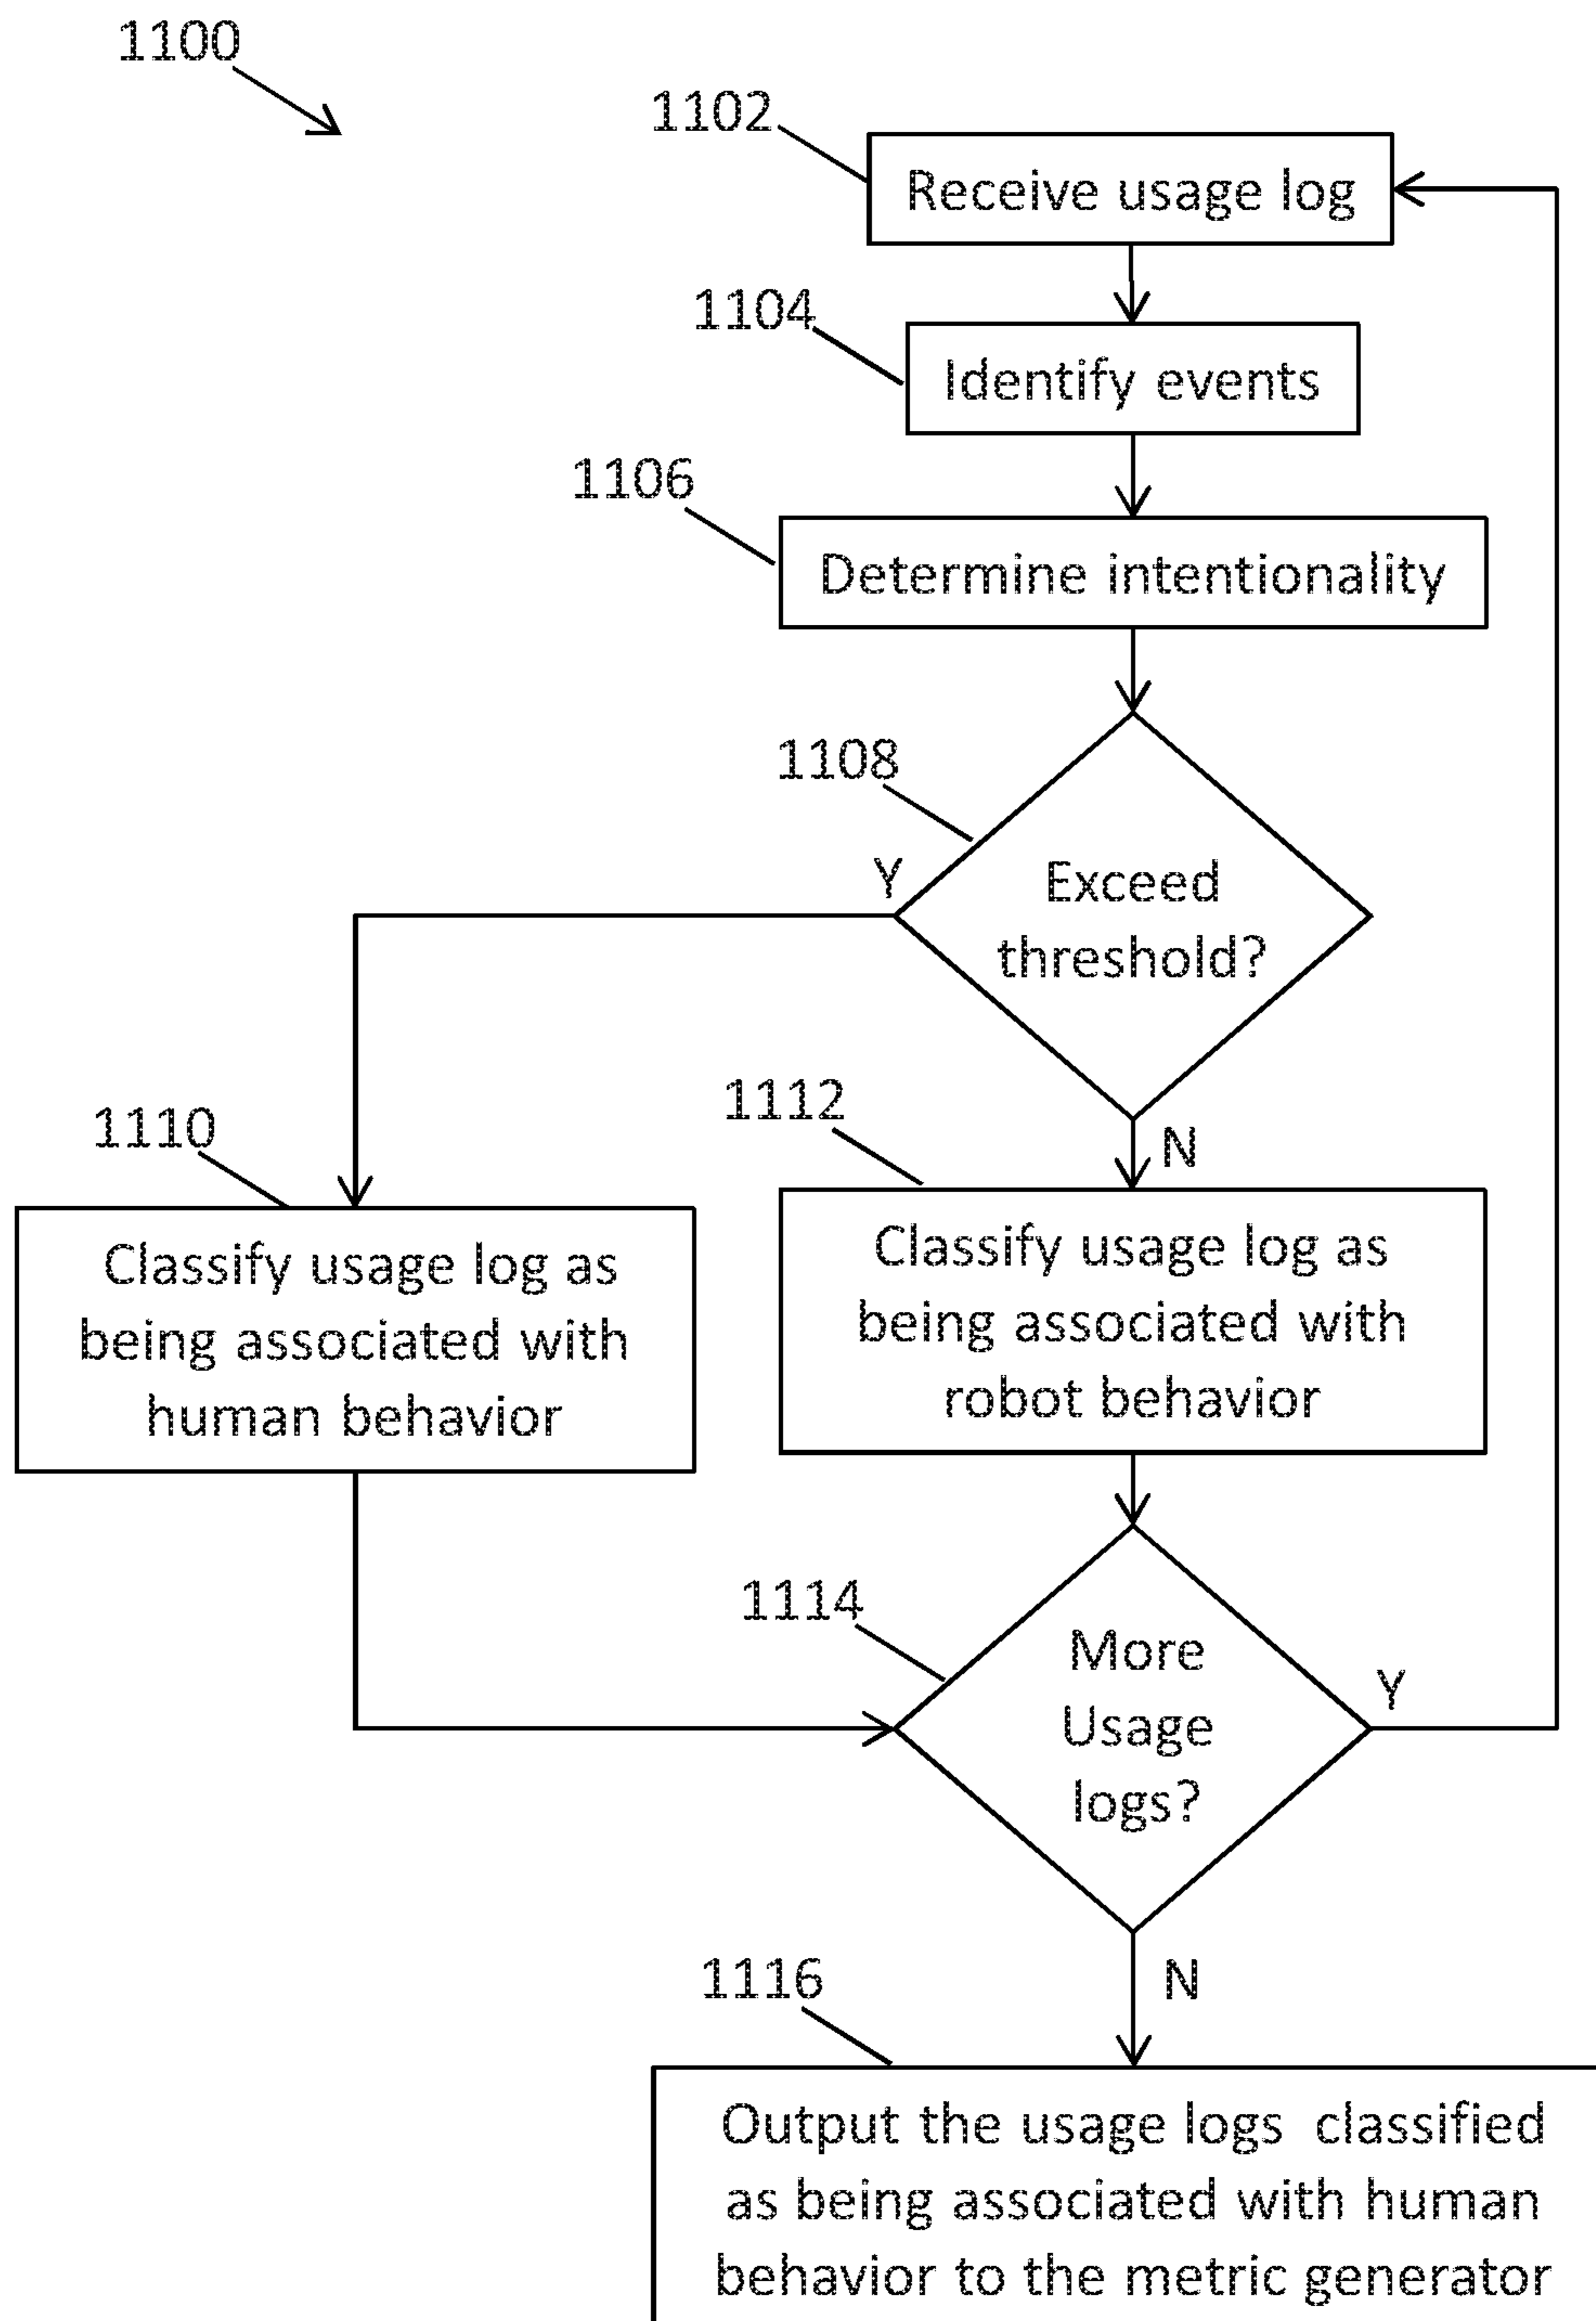 1100
1102
Receive usage log
1104
Identify events
1106
Determine intentionality
1108
Y
Exceed
threshold?
N
1110
Classify usage log as
being associated with
human behavior
1112
Classify usage log as
being associated with
robot behavior
1114
More
Usage
logs?
Y
N
1116
Output the usage logs classified
as being associated with human
behavior to the metric generator